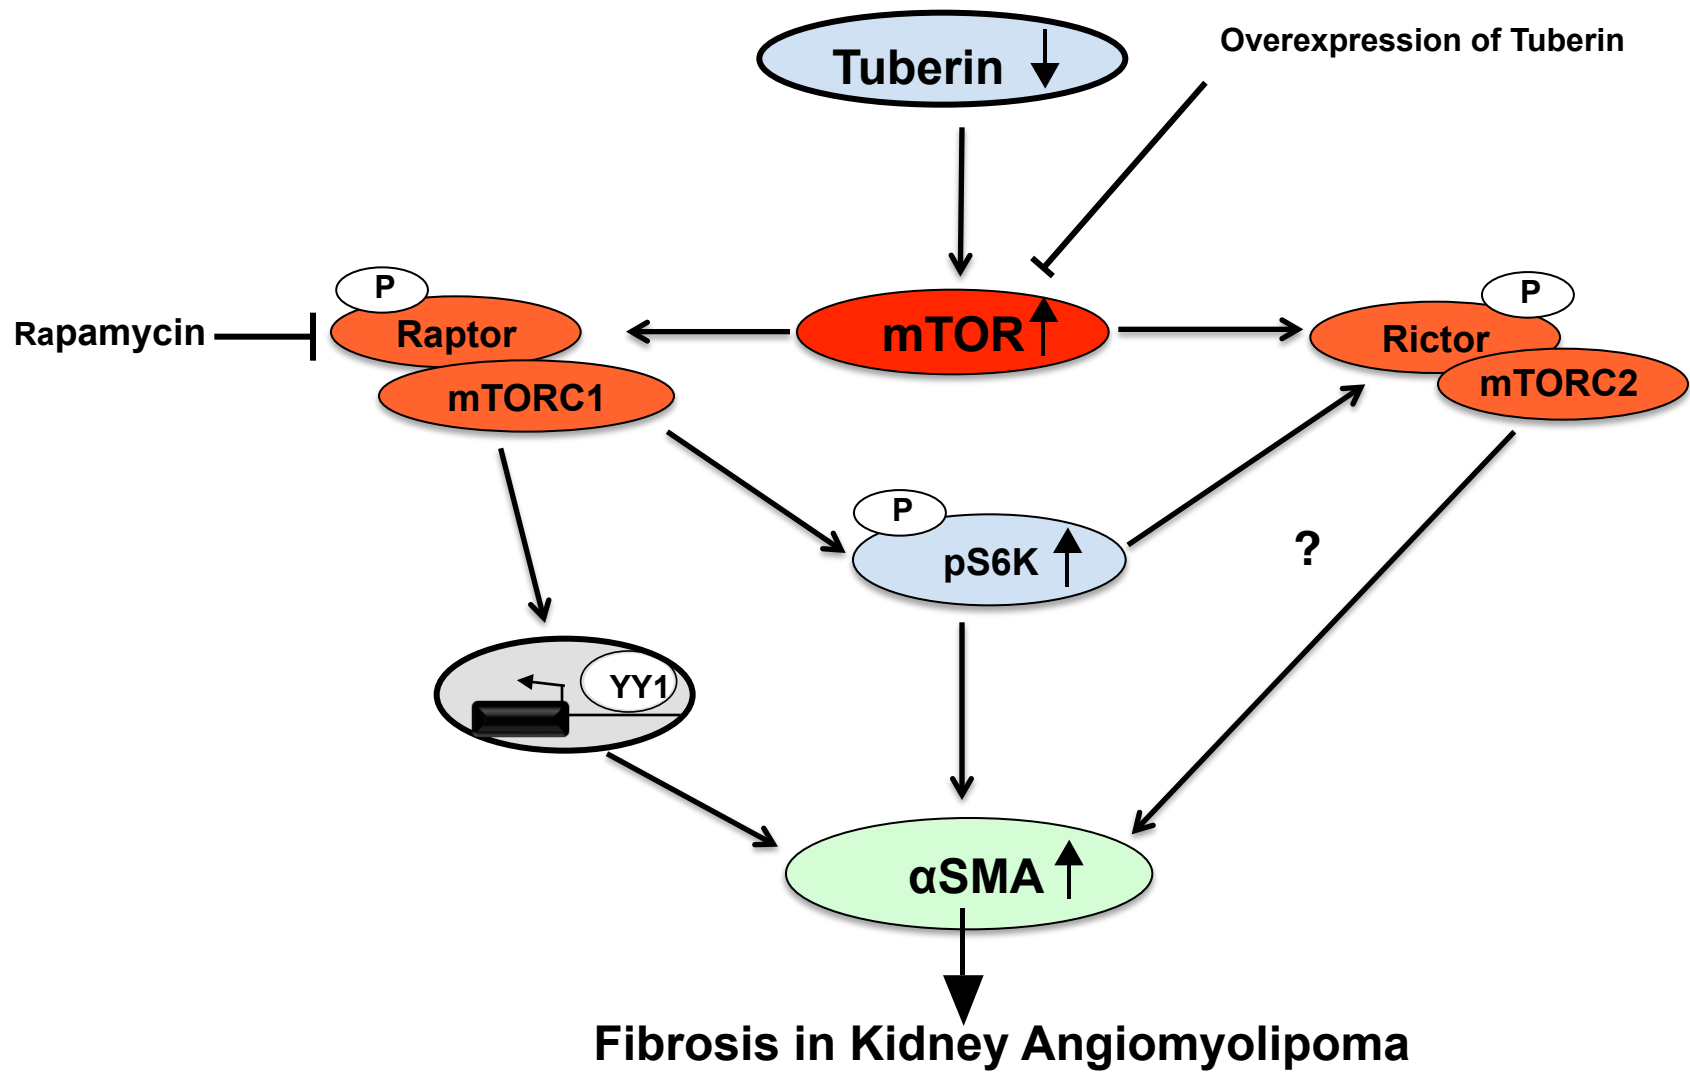 Tuberin
Overexpression of Tuberin
P
Raptor
mTORC1
Rapamycin
mTOR
P
Rictor
mTORC2
P
pS6K
?
YY1
αSMA
Fibrosis in Kidney Angiomyolipoma